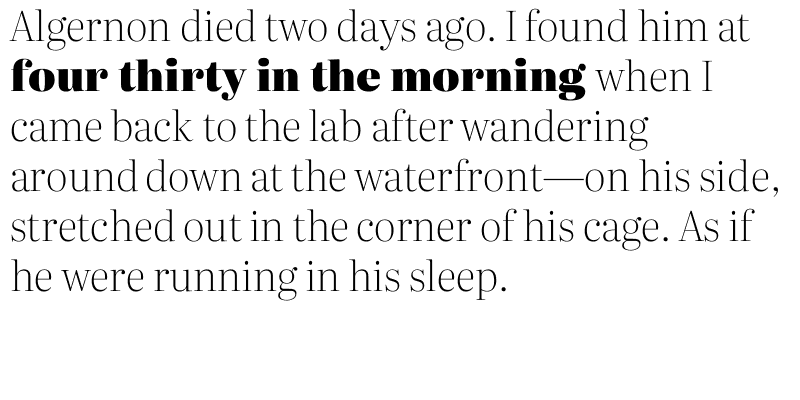 Algernon died two days ago. I found him at
four thirty in the morning when I
came back to the lab after wandering
around down at the waterfront—on his side,
stretched out in the corner of his cage. As if
he were running in his sleep.